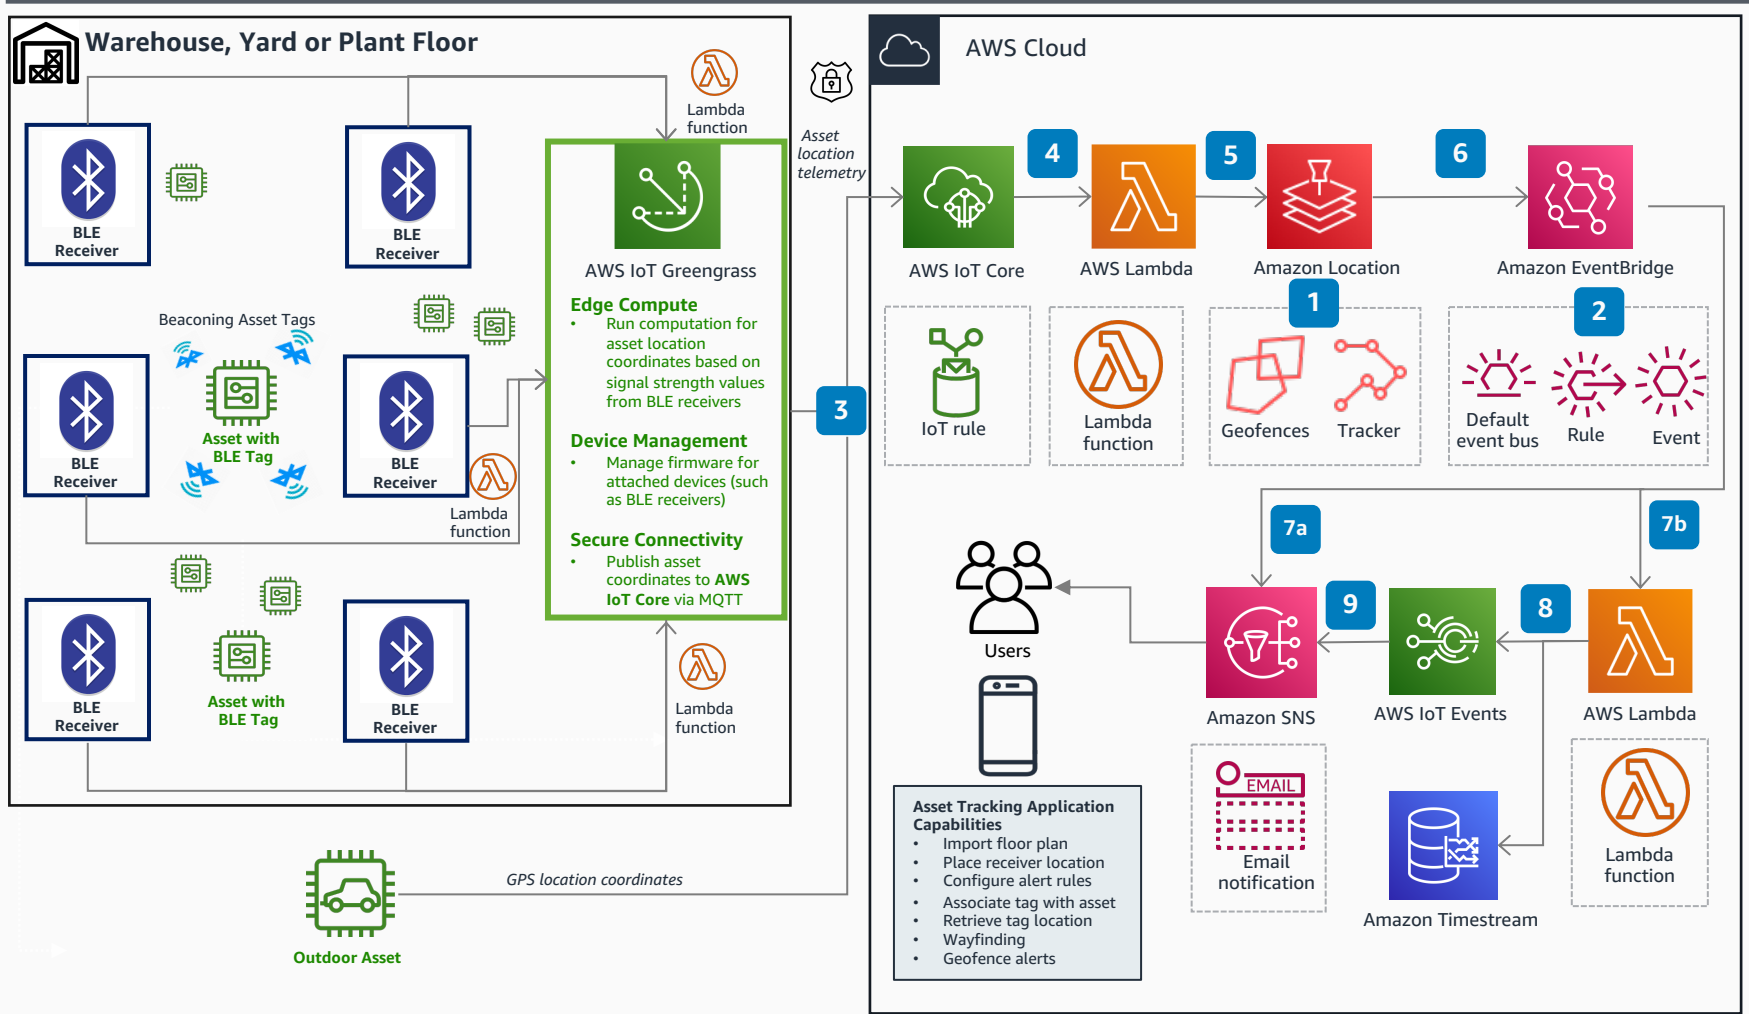 Warehouse, Yard or Plant Floor
Lambda
function
BLE
Receiver
BLE
Receiver
Beaconing Asset Tags
BLE
Receiver
Asset with
BLE Tag
BLE
Receiver
Lambda
function
BLE
Receiver
Asset with
BLE Tag
BLE
Receiver
Lambda
function
AWS IoT Greengrass
Edge Compute
• Run computation for
asset location
coordinates based on
signal strength values
from BLE receivers
Device Management
• Manage firmware for
attached devices (such
as BLE receivers)
Secure Connectivity
• Publish asset
coordinates to AWS
IoT Core via MQTT
Outdoor Asset
GPS location coordinates
Asset
location
telemetry
3
AWS Cloud
4
5
6
AWS IoT Core
AWS Lambda
Amazon Location
Amazon EventBridge
1
2
IoT rule
Lambda
function
Geofences
Tracker
Default
event bus
Rule
Event
7a
7b
9
8
Users
Amazon SNS
AWS IoT Events
AWS Lambda
EMAIL
Email
notification
Amazon Timestream
Lambda
function
Asset Tracking Application
Capabilities
• Import floor plan
• Place receiver location
• Configure alert rules
• Associate tag with asset
• Retrieve tag location
• Wayfinding
• Geofence alerts